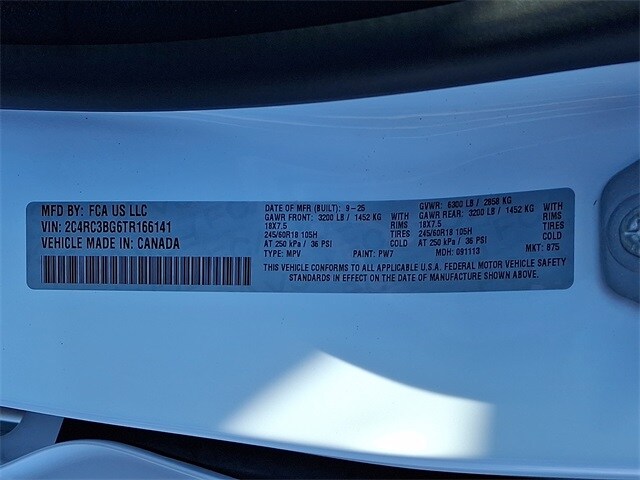 MFD BY: FCA US LLC
VIN: 2C4RC3BG6TR166141
VEHICLE MADE IN: CANADA
DATE OF MFR (BUILT): 9-25 GVWR: 6300 LB / 2858 KG
GAWR FRONT: 3200 LB / 1452 KG WITH GAWR REAR: 3200 LB / 1452 KG WITH
18X7.5 RIMS 18X7.5 RIMS
245/60R18 105H TIRES 245/60R18 105H TIRES
AT 250 kPa / 36 PSI COLD AT 250 kPa / 36 PSI COLD
TYPE: MPV PAINT: PW7 MDH: 091113 MKT: 875
THIS VEHICLE CONFORMS TO ALL APPLICABLE U.S.A. FEDERAL MOTOR VEHICLE SAFETY
STANDARDS IN EFFECT ON THE DATE OF MANUFACTURE SHOWN ABOVE.